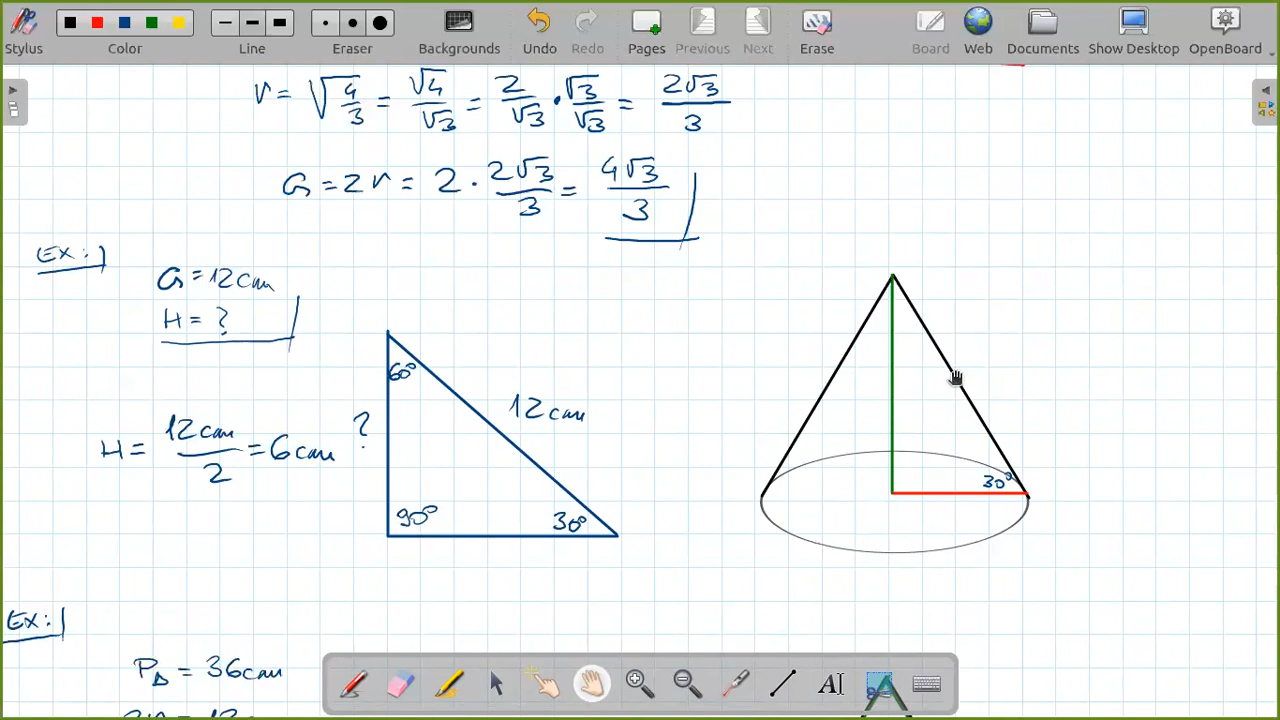 Stylus Color Line Eraser Backgrounds Undo Redo Pages Previous Next Erase Board Web Documents Show Desktop OpenBoard
r = √4/3 = √4/√3 = 2/√3 · √3/√3 = 2√3/3
G = 2r = 2 · 2√3/3 = 4√3/3
EX:1
G = 12cm
H = ?
60°
12cm
?
H = 12cm/2 = 6cm
90°
30°
30°
EX:1
P△ = 36cm